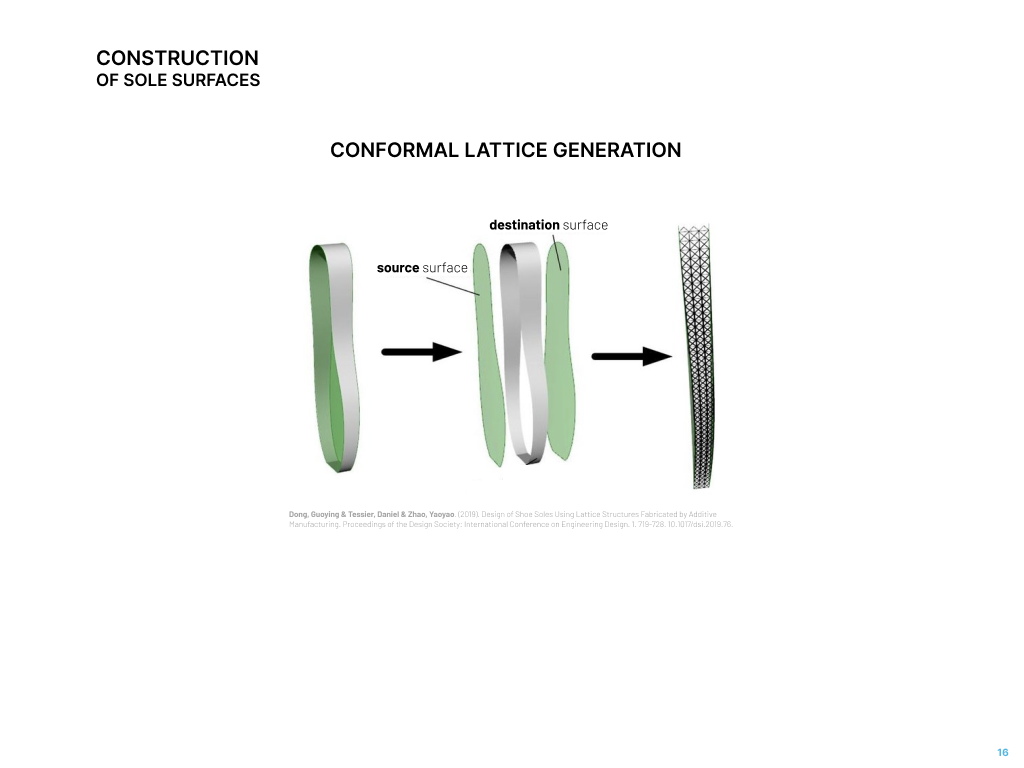 CONSTRUCTION
OF SOLE SURFACES
CONFORMAL LATTICE GENERATION
destination surface
source surface
Dong, Guoying & Tessier, Daniel & Zhao, Yaoyao. (2019). Design of Shoe Soles Using Lattice Structures Fabricated by Additive
Manufacturing. Proceedings of the Design Society: International Conference on Engineering Design. 1. 719-728. 10.1017/dsi.2019.76.
16